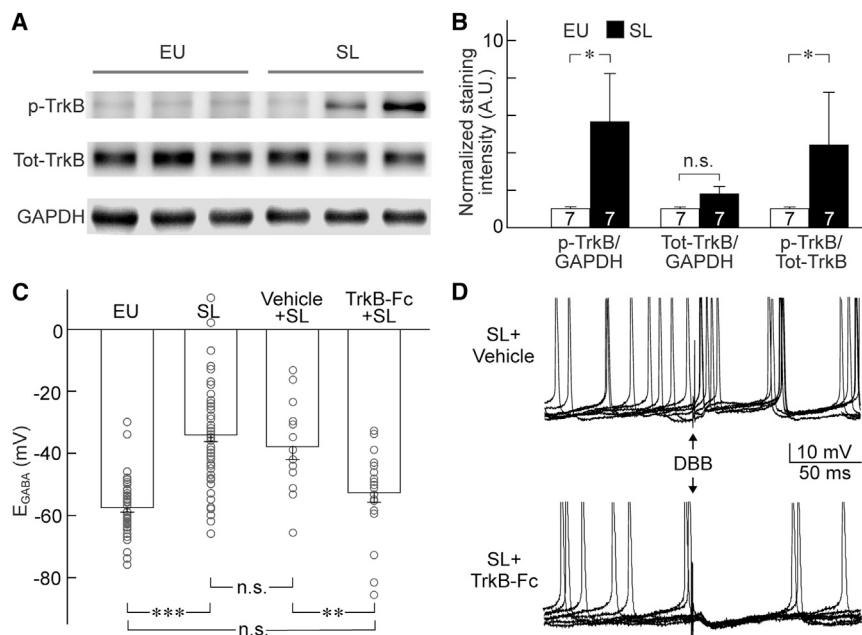 A
EU
SL
p-TrkB
Tot-TrkB
GAPDH
B
Normalized staining
intensity (A.U.)
10
0
EU SL
*
n.s.
*
7 7 7 7 7 7
p-TrkB/
GAPDH
Tot-TrkB/
GAPDH
p-TrkB/
Tot-TrkB
C
E_GABA (mV)
0
-20
-40
-60
-80
EU
SL
Vehicle
+SL
TrkB-Fc
+SL
n.s.
***
**
n.s.
D
SL+
Vehicle
DBB
10 mV
50 ms
SL+
TrkB-Fc